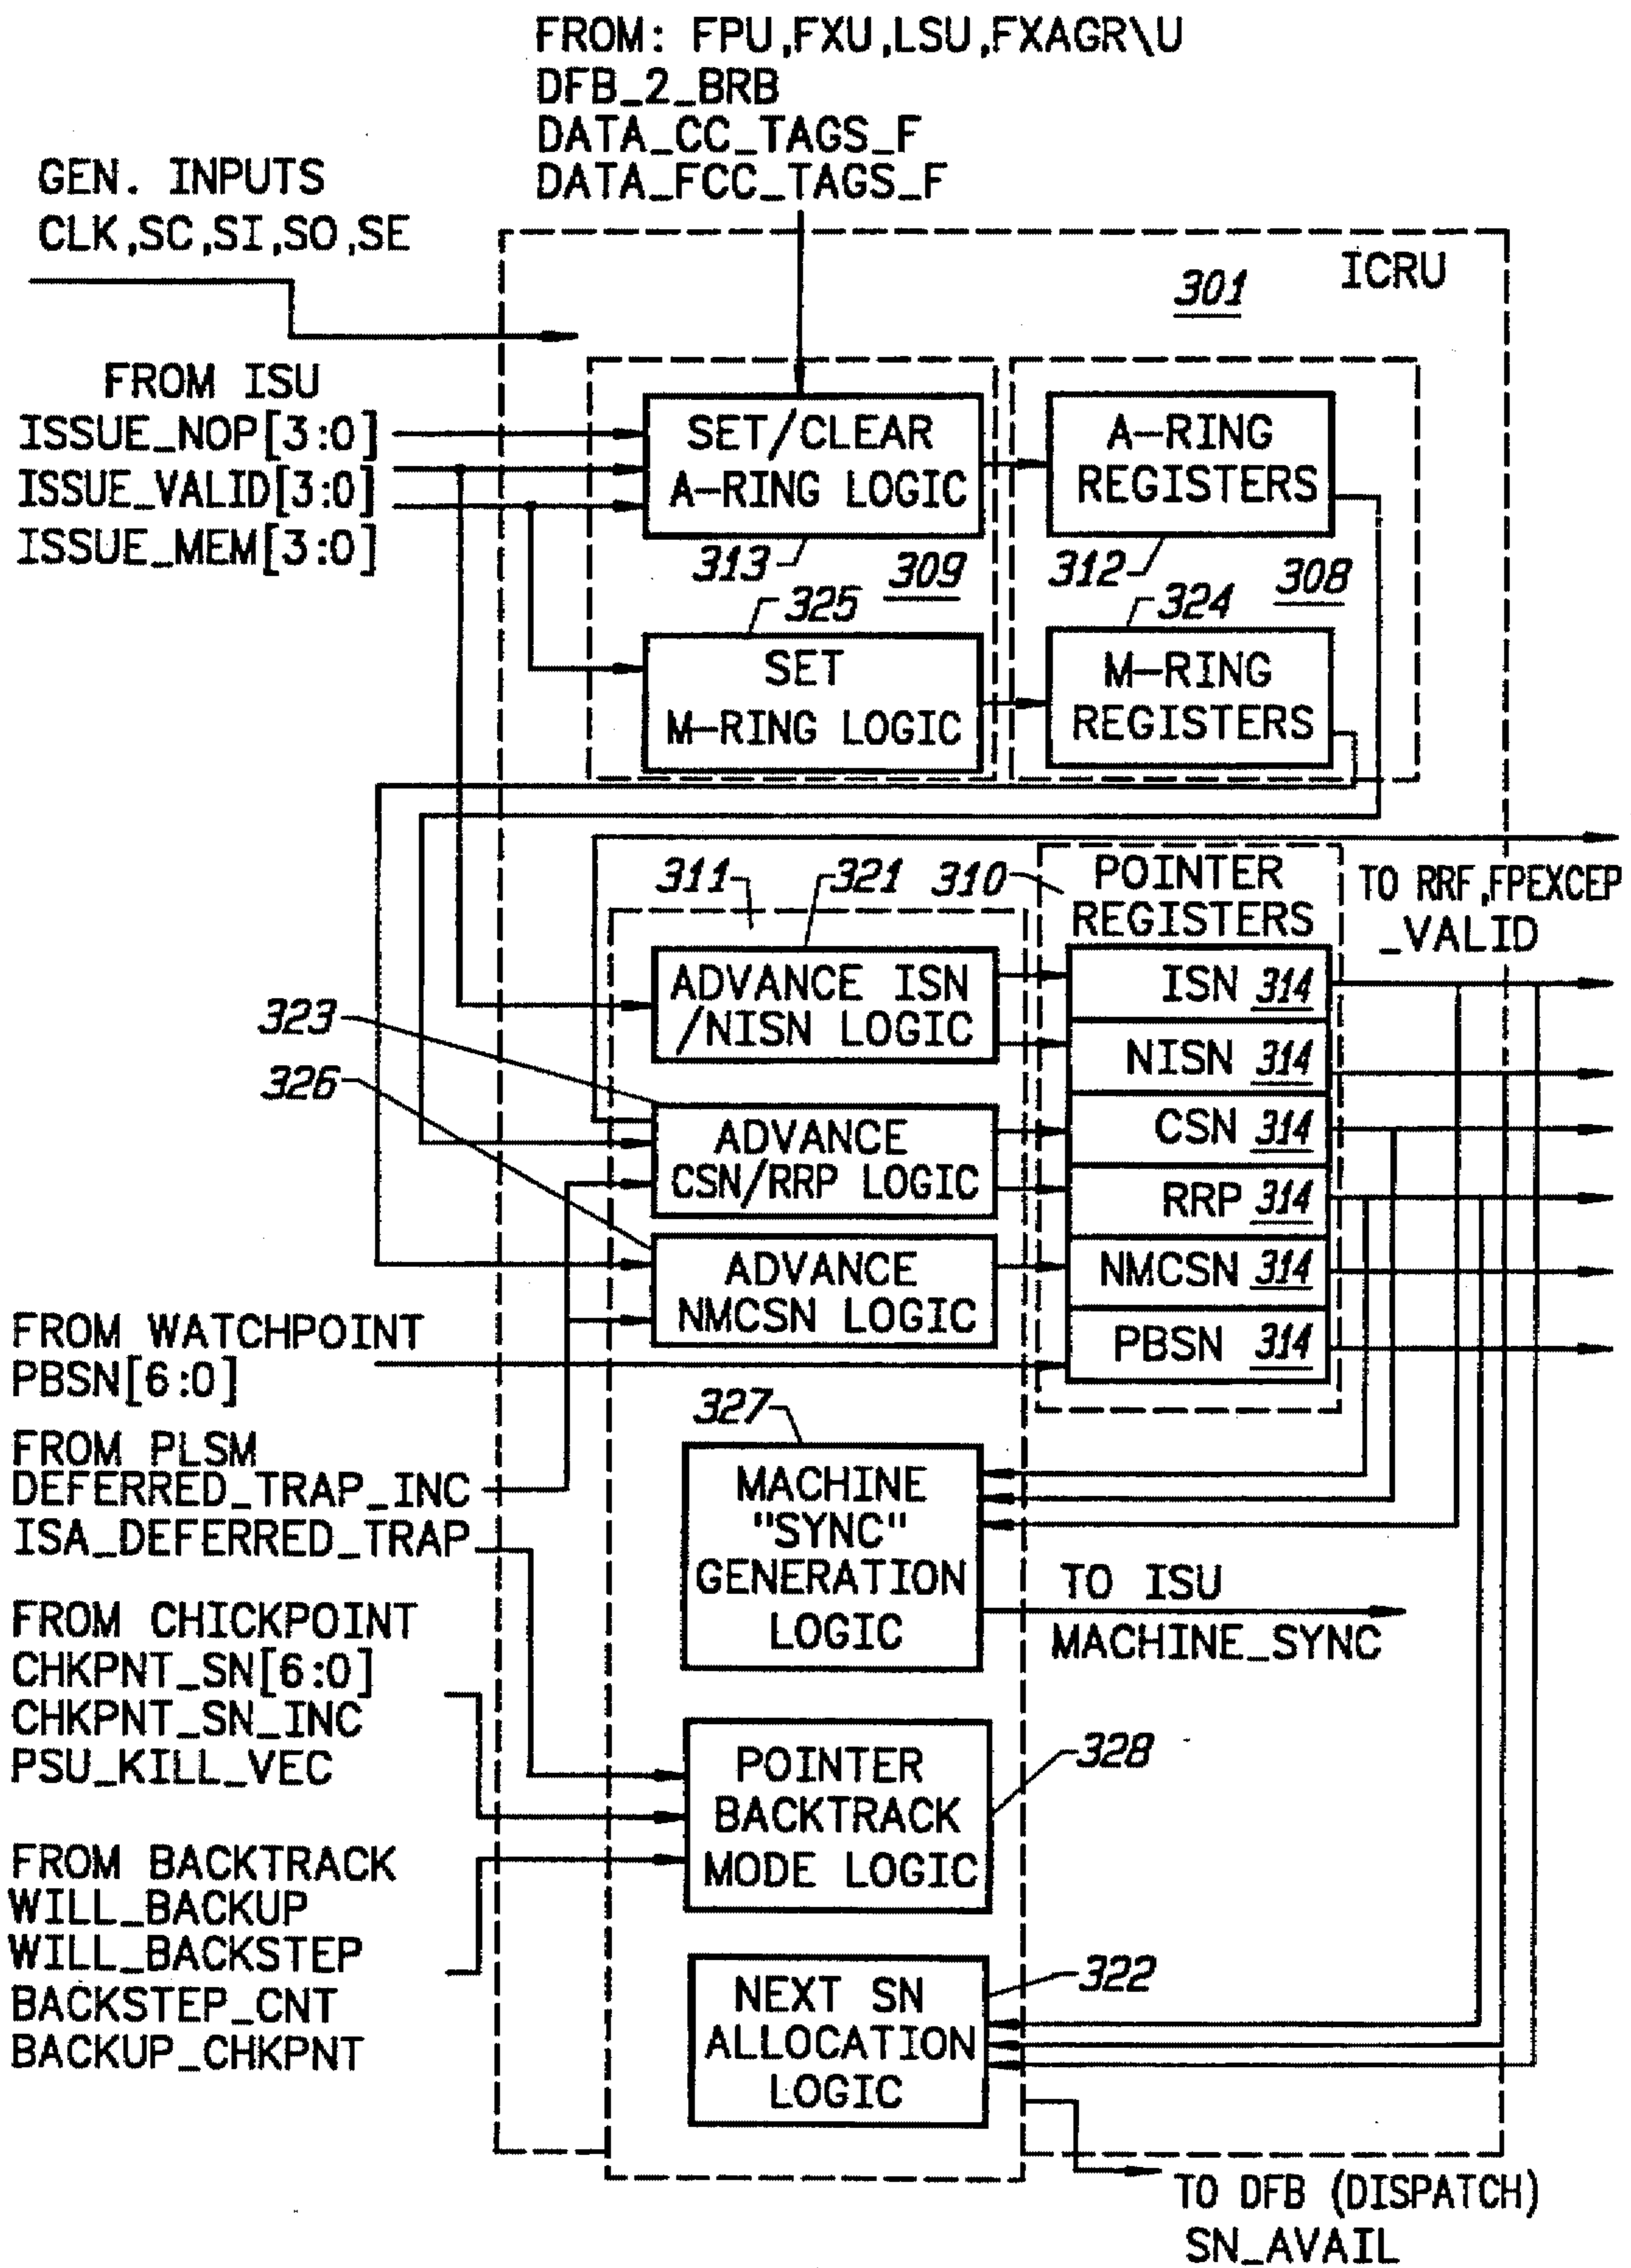 FROM: FPU,FXU,LSU,FXAGR\U
DFB_2_BRB
DATA_CC_TAGS_F
DATA_FCC_TAGS_F
GEN. INPUTS
CLK,SC,SI,SO,SE
ICRU
301
FROM ISU
ISSUE_NOP[3:0]
ISSUE_VALID[3:0]
ISSUE_MEM[3:0]
SET/CLEAR
A-RING LOGIC
313
309
A-RING
REGISTERS
312
308
325
SET
M-RING LOGIC
324
M-RING
REGISTERS
311
321
310
POINTER
REGISTERS
TO RRF,FPEXCEP
_VALID
ADVANCE ISN
/NISN LOGIC
323
326
ADVANCE
CSN/RRP LOGIC
ADVANCE
NMCSN LOGIC
ISN 314
NISN 314
CSN 314
RRP 314
NMCSN 314
PBSN 314
FROM WATCHPOINT
PBSN[6:0]
FROM PLSM
DEFERRED_TRAP_INC
ISA_DEFERRED_TRAP
327
MACHINE
"SYNC"
GENERATION
LOGIC
TO ISU
MACHINE_SYNC
FROM CHICKPOINT
CHKPNT_SN[6:0]
CHKPNT_SN_INC
PSU_KILL_VEC
POINTER
BACKTRACK
MODE LOGIC
328
FROM BACKTRACK
WILL_BACKUP
WILL_BACKSTEP
BACKSTEP_CNT
BACKUP_CHKPNT
NEXT SN
ALLOCATION
LOGIC
322
TO DFB (DISPATCH)
SN_AVAIL